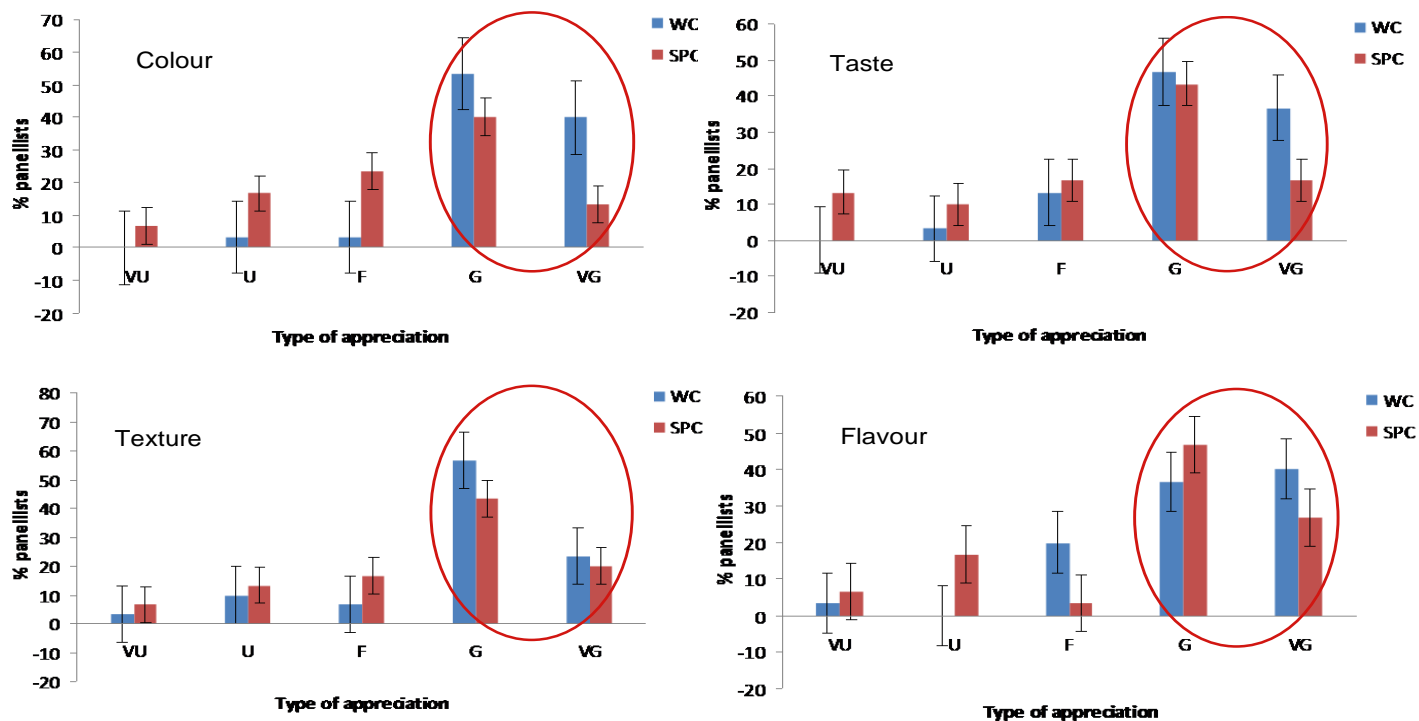 Colour
% panellists
70
60
50
40
30
20
10
0
-10
-20
VU U F G VG
Type of appreciation
WC
SPC
Taste
% panellists
60
50
40
30
20
10
0
-10
-20
VU U F G VG
Type of appreciation
WC
SPC
Texture
% panellists
80
70
60
50
40
30
20
10
0
-10
-20
VU U F G VG
Type of appreciation
WC
SPC
Flavour
% panellists
60
50
40
30
20
10
0
-10
-20
VU U F G VG
Type of appreciation
WC
SPC